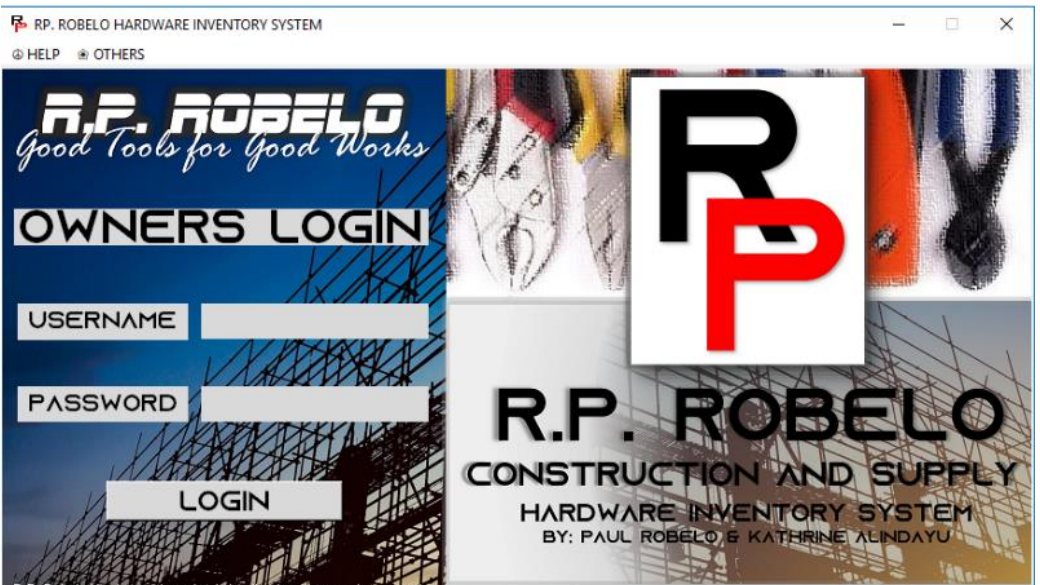 RP. ROBELO HARDWARE INVENTORY SYSTEM
HELP OTHERS
R.P. ROBELO
Good Tools for Good Works
OWNERS LOGIN
USERNAME
PASSWORD
LOGIN
RP
R.P. ROBELO
CONSTRUCTION AND SUPPLY
HARDWARE INVENTORY SYSTEM
BY: PAUL ROBELO & KATHRINE ALINDAYU